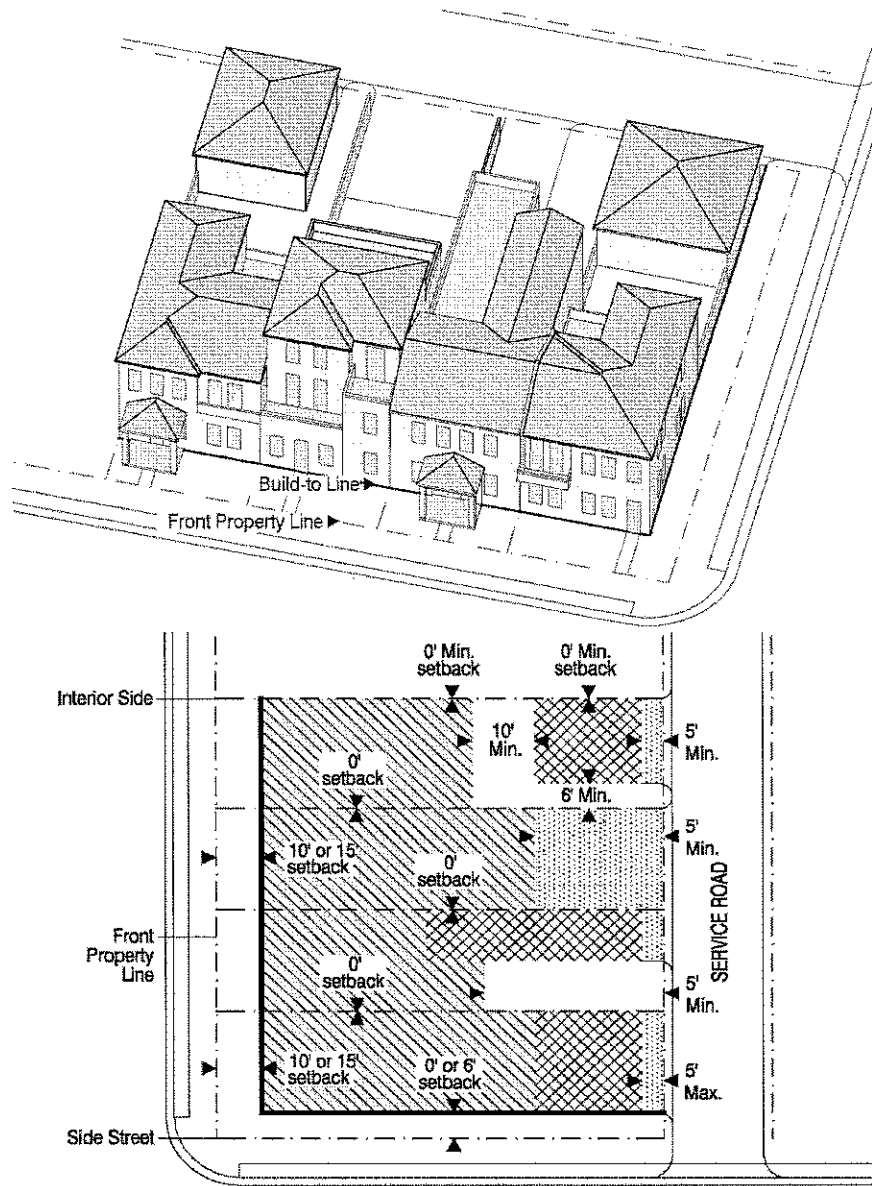 Build-to Line
Front Property Line
0' Min.
setback
0' Min.
setback
Interior Side
10'
Min.
5'
Min.
0'
setback
6' Min.
5'
Min.
10' or 15'
setback
0'
setback
SERVICE ROAD
Front
Property
Line
0'
setback
5'
Min.
10' or 15'
setback
0' or 6'
setback
5'
Max.
Side Street